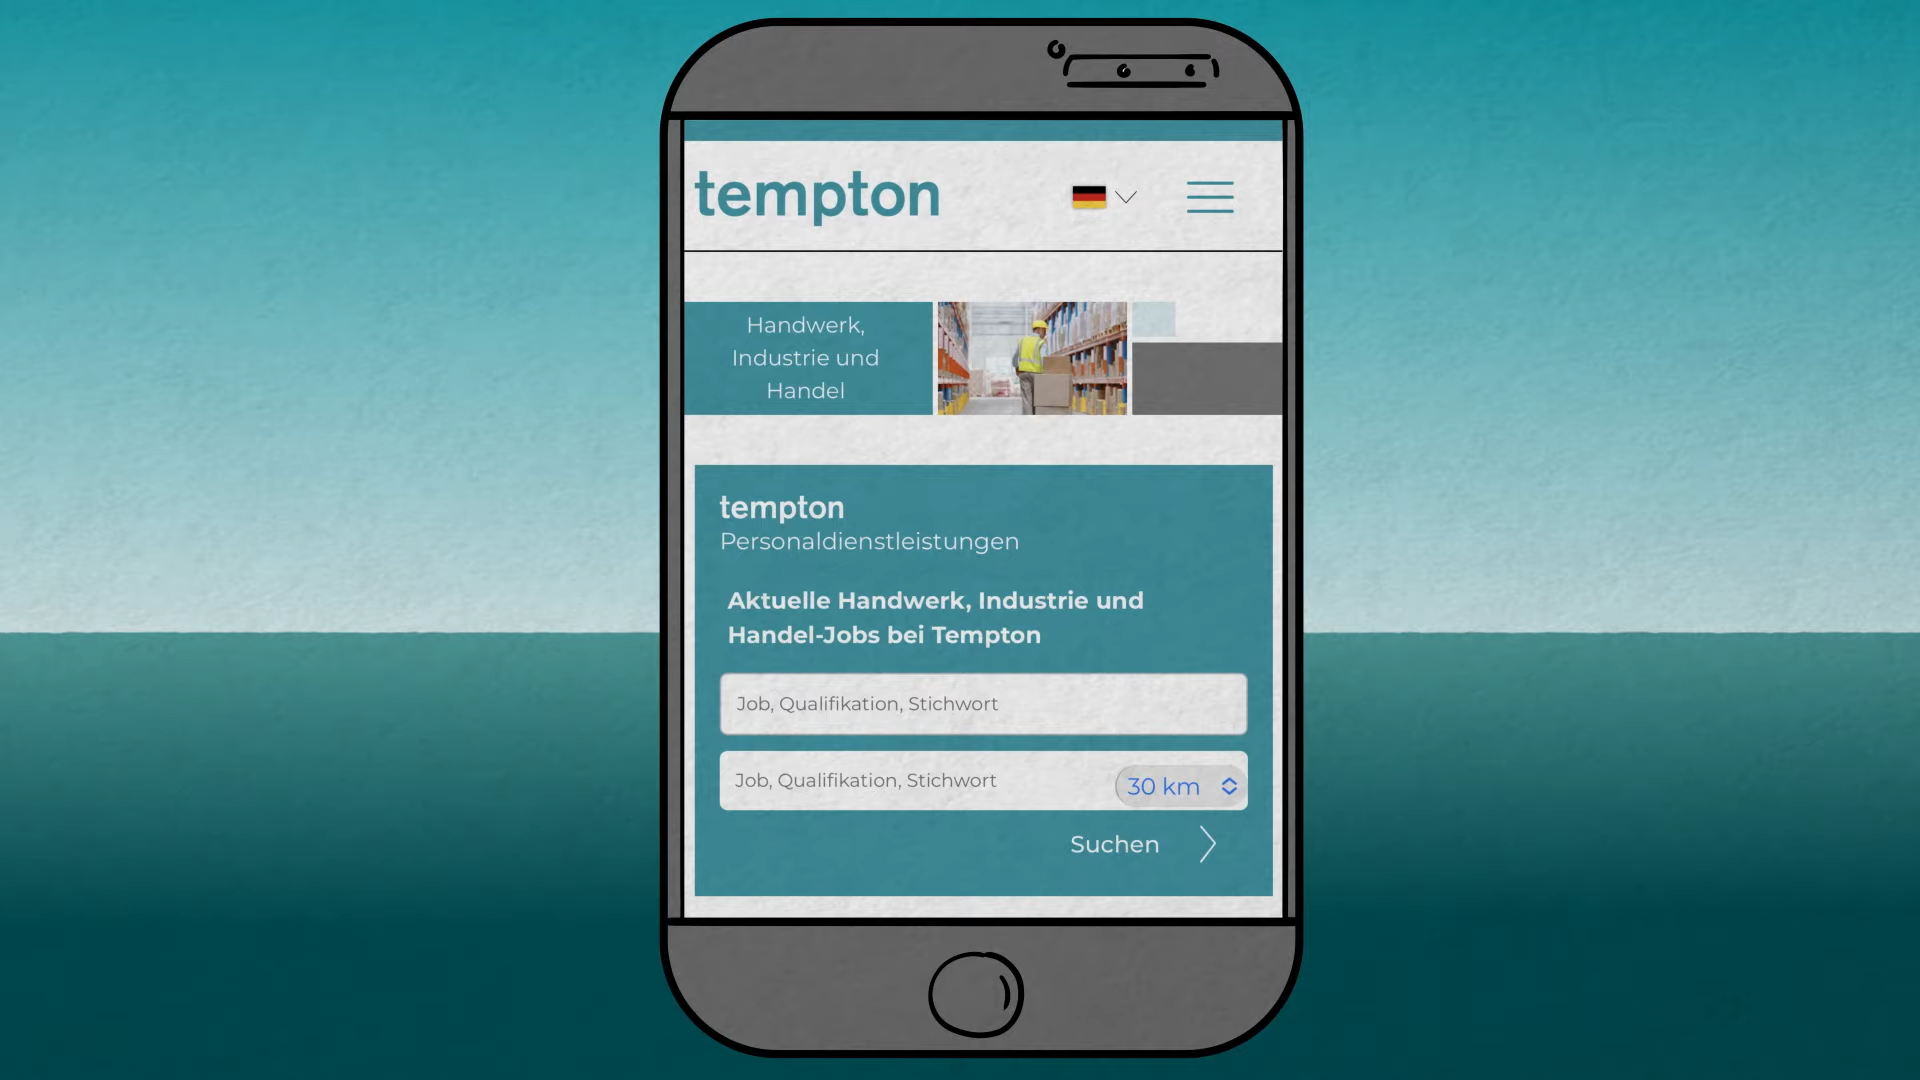 tempton
Handwerk,
Industrie und
Handel
tempton
Personaldienstleistungen
Aktuelle Handwerk, Industrie und
Handel-Jobs bei Tempton
Job, Qualifikation, Stichwort
Job, Qualifikation, Stichwort
30 km
Suchen